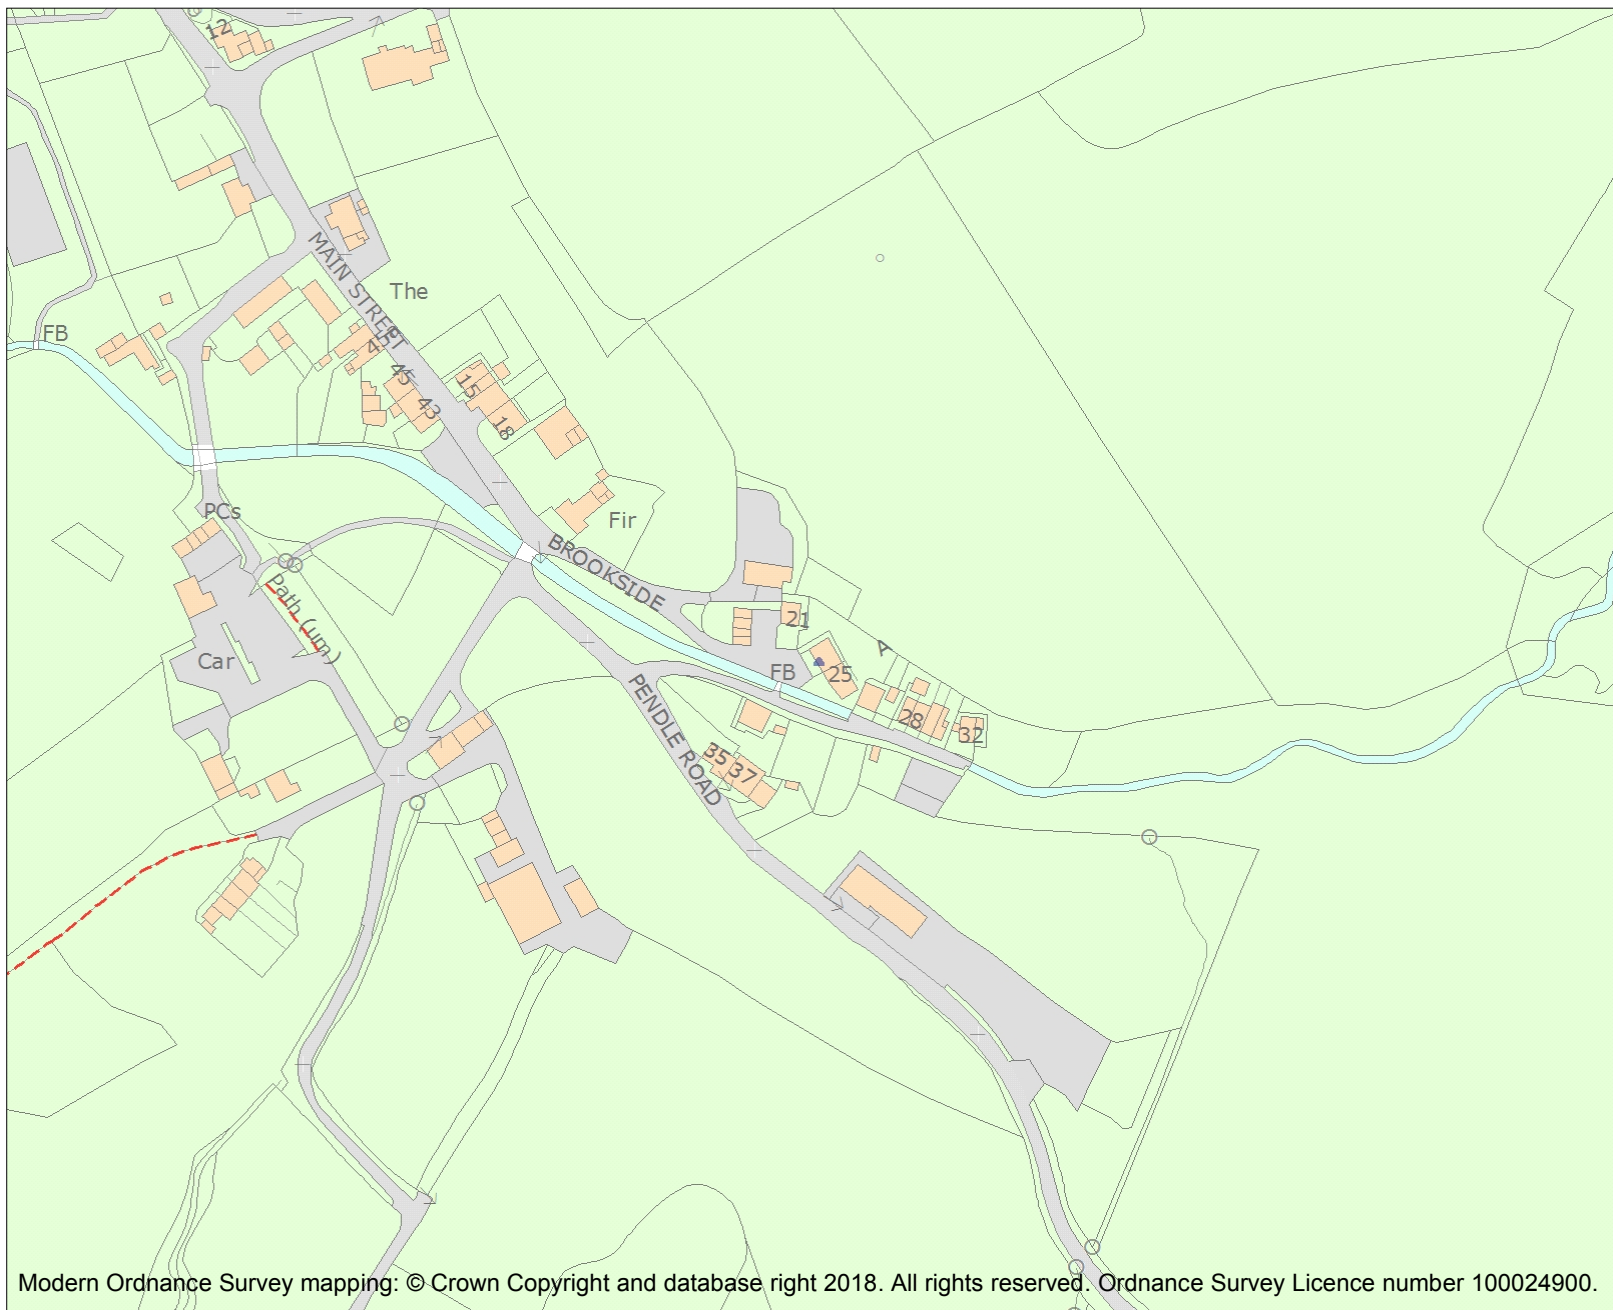 12
MAIN STREET
The
FB
45
45
43
15
18
PCs
Fir
BROOKSIDE
Path (um)
21
A
Car
FB
25
28
32
PENDLE ROAD
35
37
Modern Ordnance Survey mapping: © Crown Copyright and database right 2018. All rights reserved. Ordnance Survey Licence number 100024900.